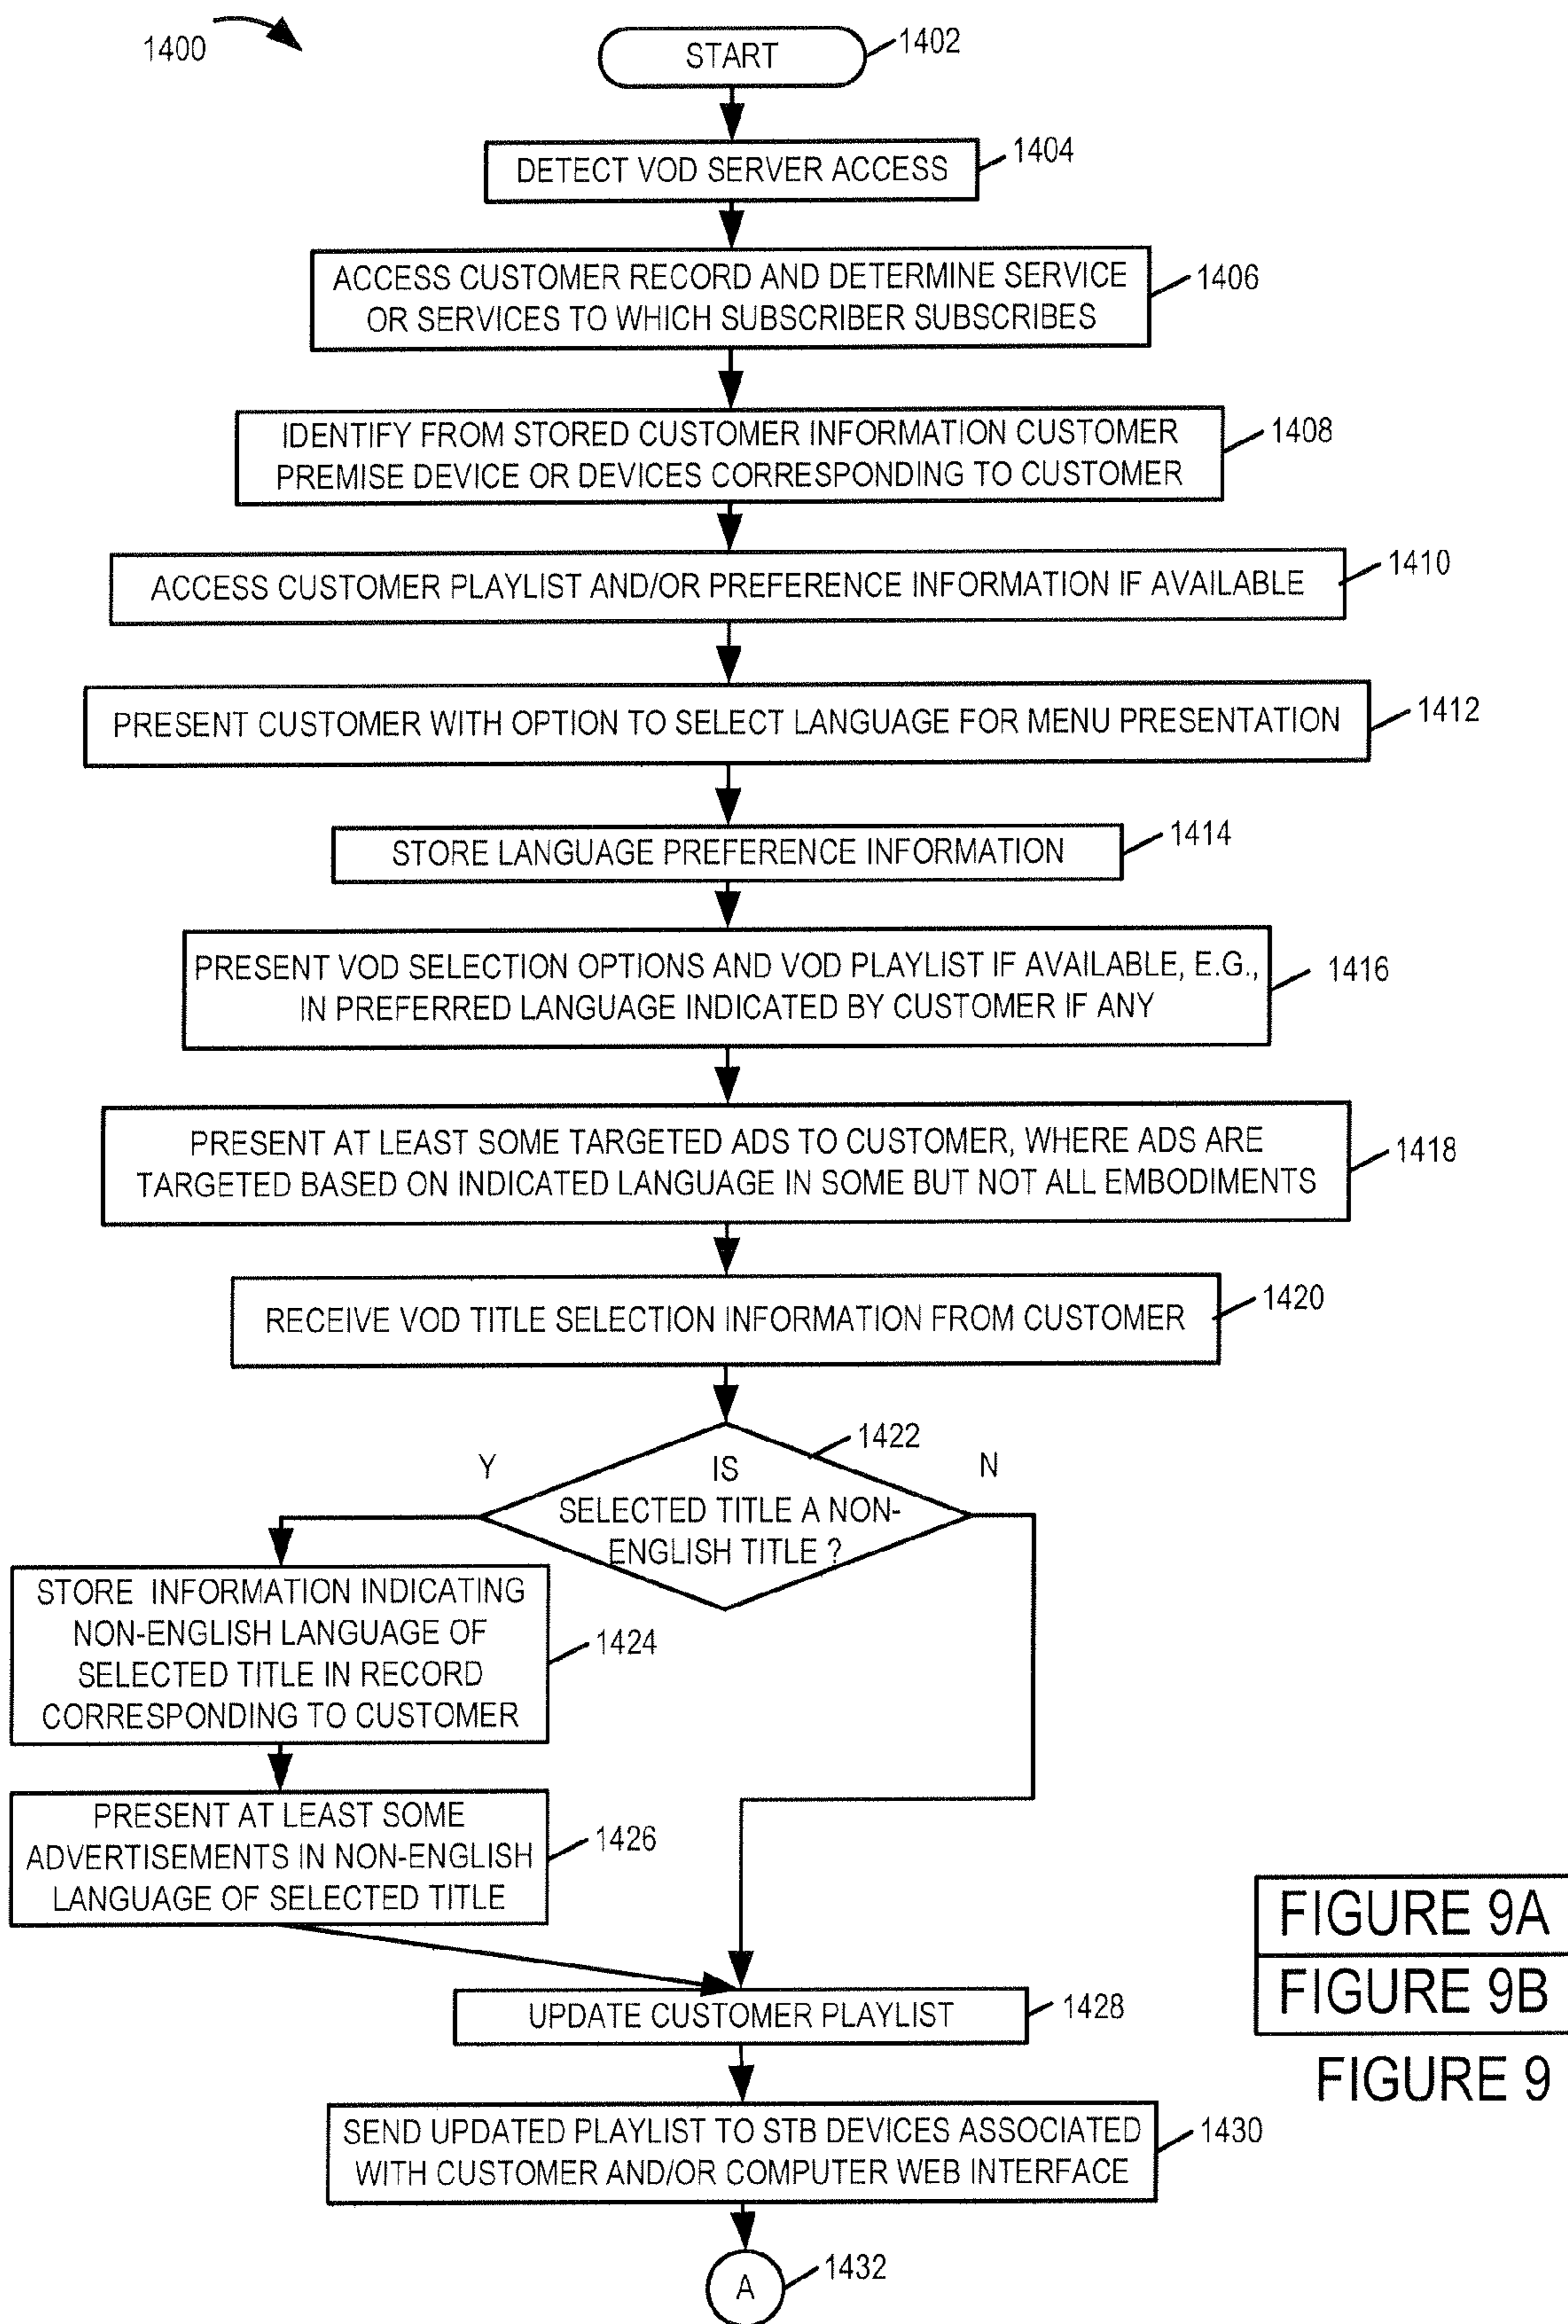 1400
START
1402
DETECT VOD SERVER ACCESS
1404
ACCESS CUSTOMER RECORD AND DETERMINE SERVICE
OR SERVICES TO WHICH SUBSCRIBER SUBSCRIBES
1406
IDENTIFY FROM STORED CUSTOMER INFORMATION CUSTOMER
PREMISE DEVICE OR DEVICES CORRESPONDING TO CUSTOMER
1408
ACCESS CUSTOMER PLAYLIST AND/OR PREFERENCE INFORMATION IF AVAILABLE
1410
PRESENT CUSTOMER WITH OPTION TO SELECT LANGUAGE FOR MENU PRESENTATION
1412
STORE LANGUAGE PREFERENCE INFORMATION
1414
PRESENT VOD SELECTION OPTIONS AND VOD PLAYLIST IF AVAILABLE, E.G.,
IN PREFERRED LANGUAGE INDICATED BY CUSTOMER IF ANY
1416
PRESENT AT LEAST SOME TARGETED ADS TO CUSTOMER, WHERE ADS ARE
TARGETED BASED ON INDICATED LANGUAGE IN SOME BUT NOT ALL EMBODIMENTS
1418
RECEIVE VOD TITLE SELECTION INFORMATION FROM CUSTOMER
1420
IS
SELECTED TITLE A NON-
ENGLISH TITLE ?
1422
Y
N
STORE INFORMATION INDICATING
NON-ENGLISH LANGUAGE OF
SELECTED TITLE IN RECORD
CORRESPONDING TO CUSTOMER
1424
PRESENT AT LEAST SOME
ADVERTISEMENTS IN NON-ENGLISH
LANGUAGE OF SELECTED TITLE
1426
UPDATE CUSTOMER PLAYLIST
1428
SEND UPDATED PLAYLIST TO STB DEVICES ASSOCIATED
WITH CUSTOMER AND/OR COMPUTER WEB INTERFACE
1430
A
1432
FIGURE 9A
FIGURE 9B
FIGURE 9